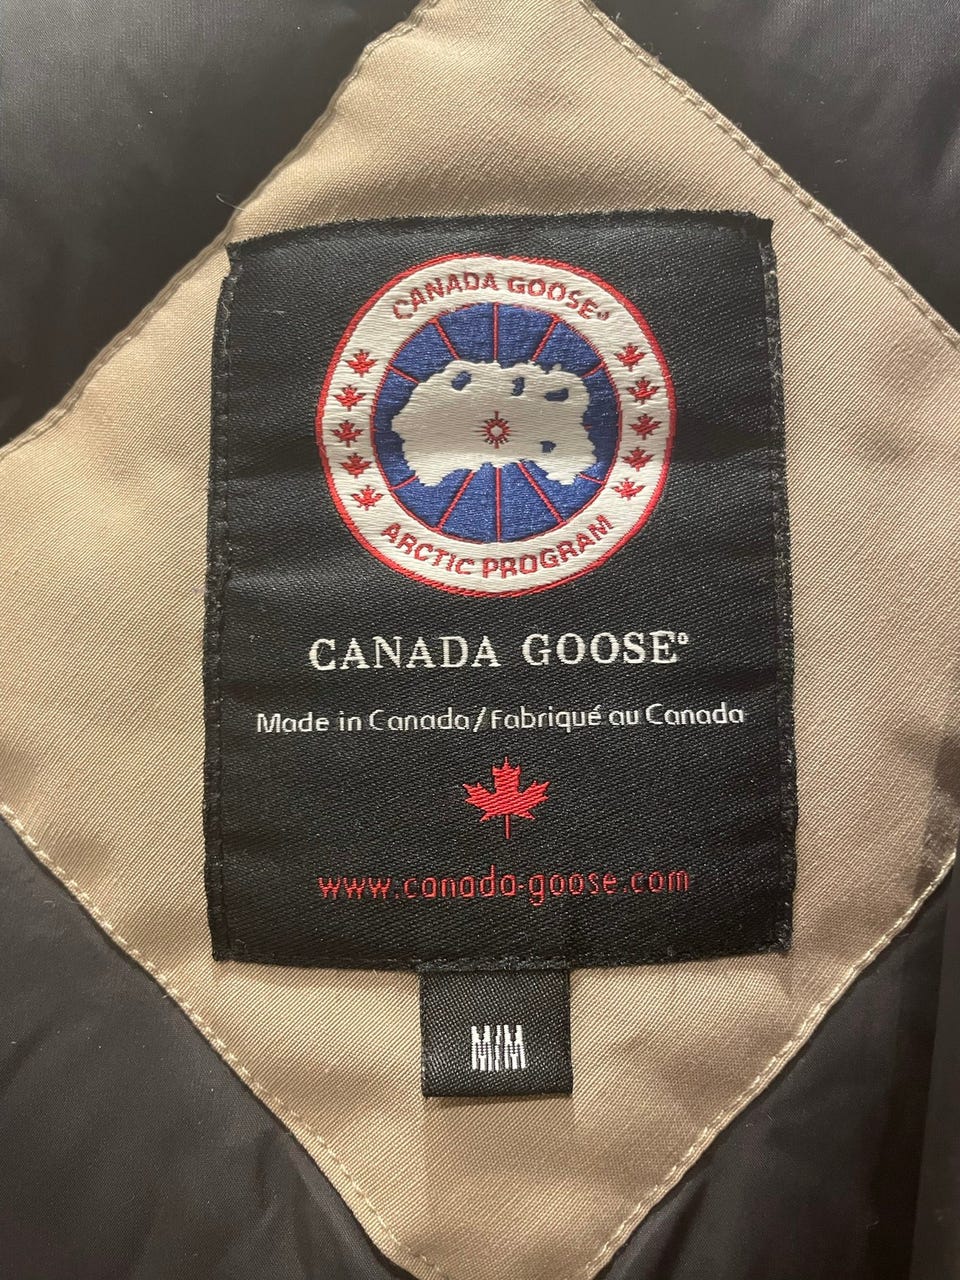 CANADA GOOSE®
ARCTIC PROGRAM
CANADA GOOSE®
Made in Canada/Fabriqué au Canada
www.canada-goose.com
M/M